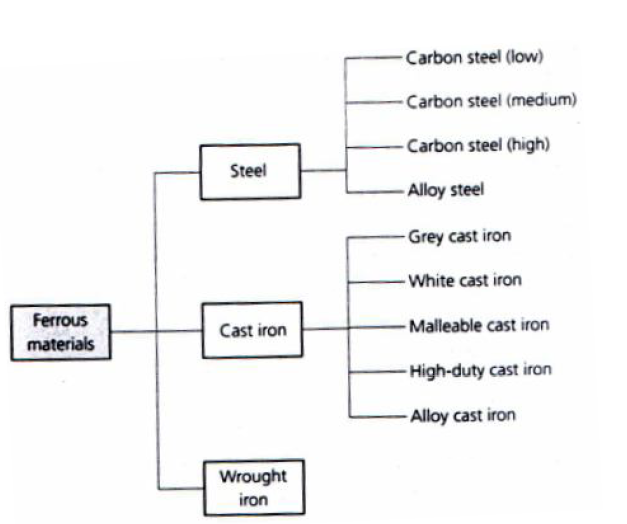 Carbon steel (low)
Carbon steel (medium)
Carbon steel (high)
Steel
Alloy steel
Grey cast iron
White cast iron
Ferrous
materials
Cast iron
Malleable cast iron
High-duty cast iron
Alloy cast iron
Wrought
iron